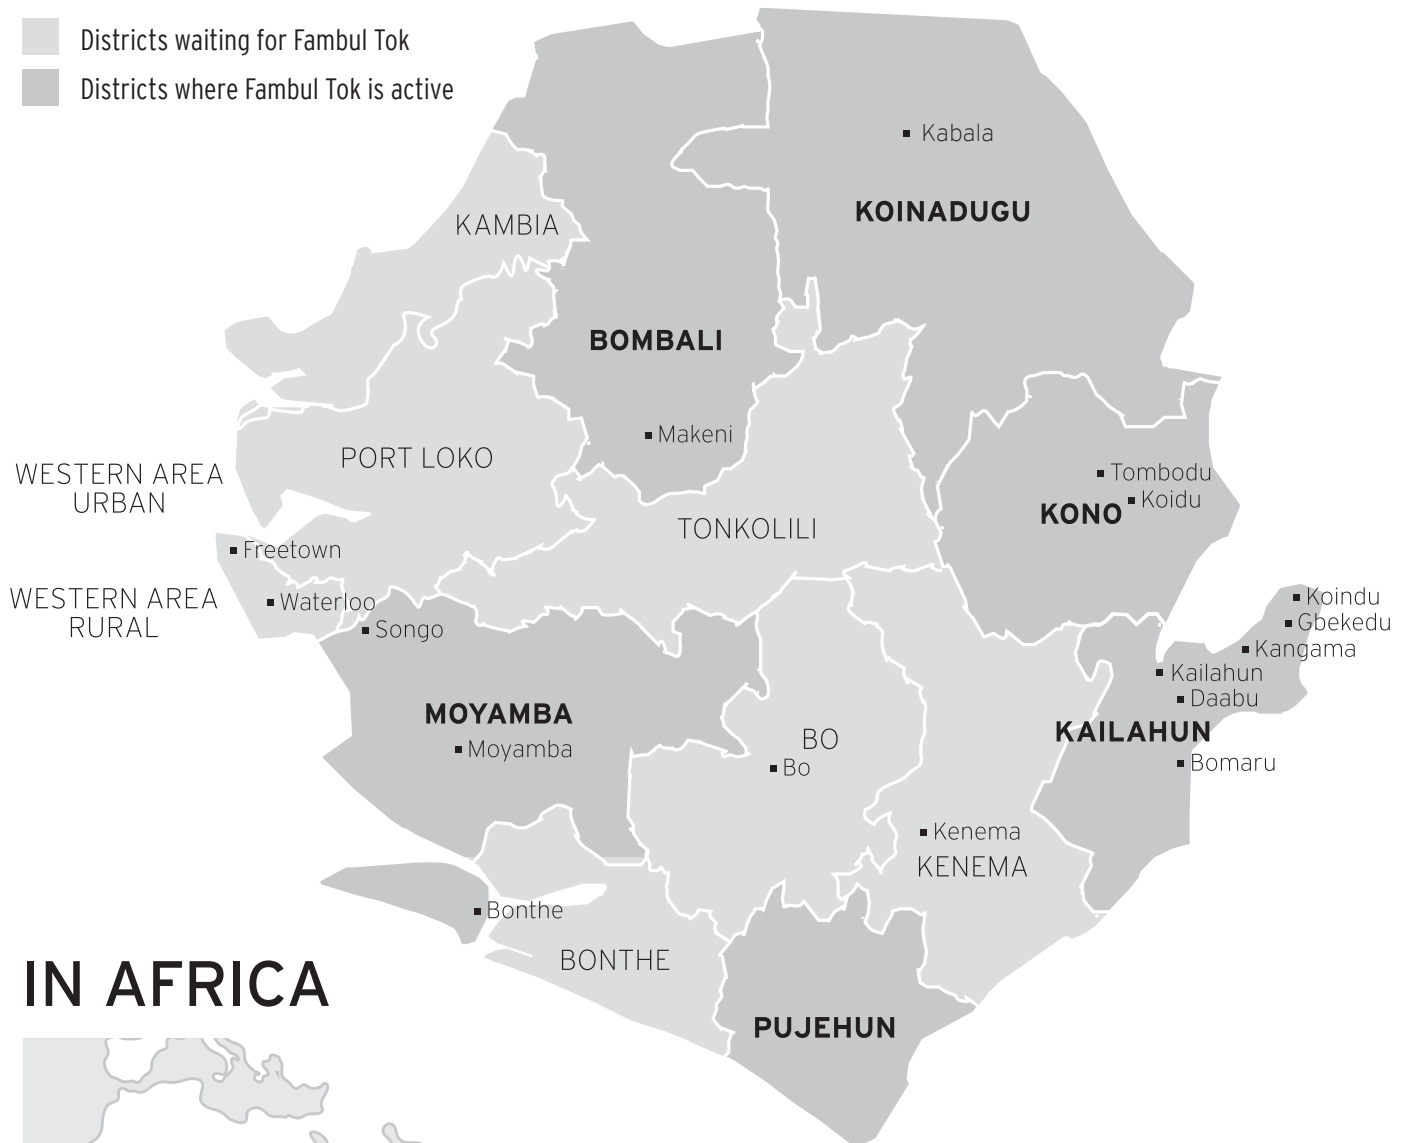 Districts waiting for Fambul Tok
Districts where Fambul Tok is active
Kabala
KOINADUGU
KAMBIA
BOMBALI
Makeni
PORT LOKO
WESTERN AREA
URBAN
Tombodu
Koidu
KONO
TONKOLILI
Freetown
WESTERN AREA
RURAL
Waterloo
Songo
Koindu
Gbekedu
Kangama
Kailahun
Daabu
MOYAMBA
Moyamba
KAILAHUN
BO
Bo
Bomaru
Kenema
KENEMA
Bonthe
BONTHE
IN AFRICA
PUJEHUN